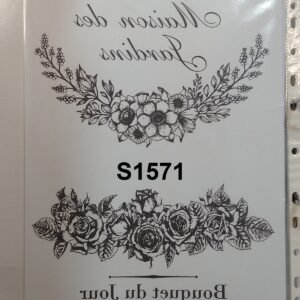 Maison des
Jardins
S1571
Bouquet du Jour